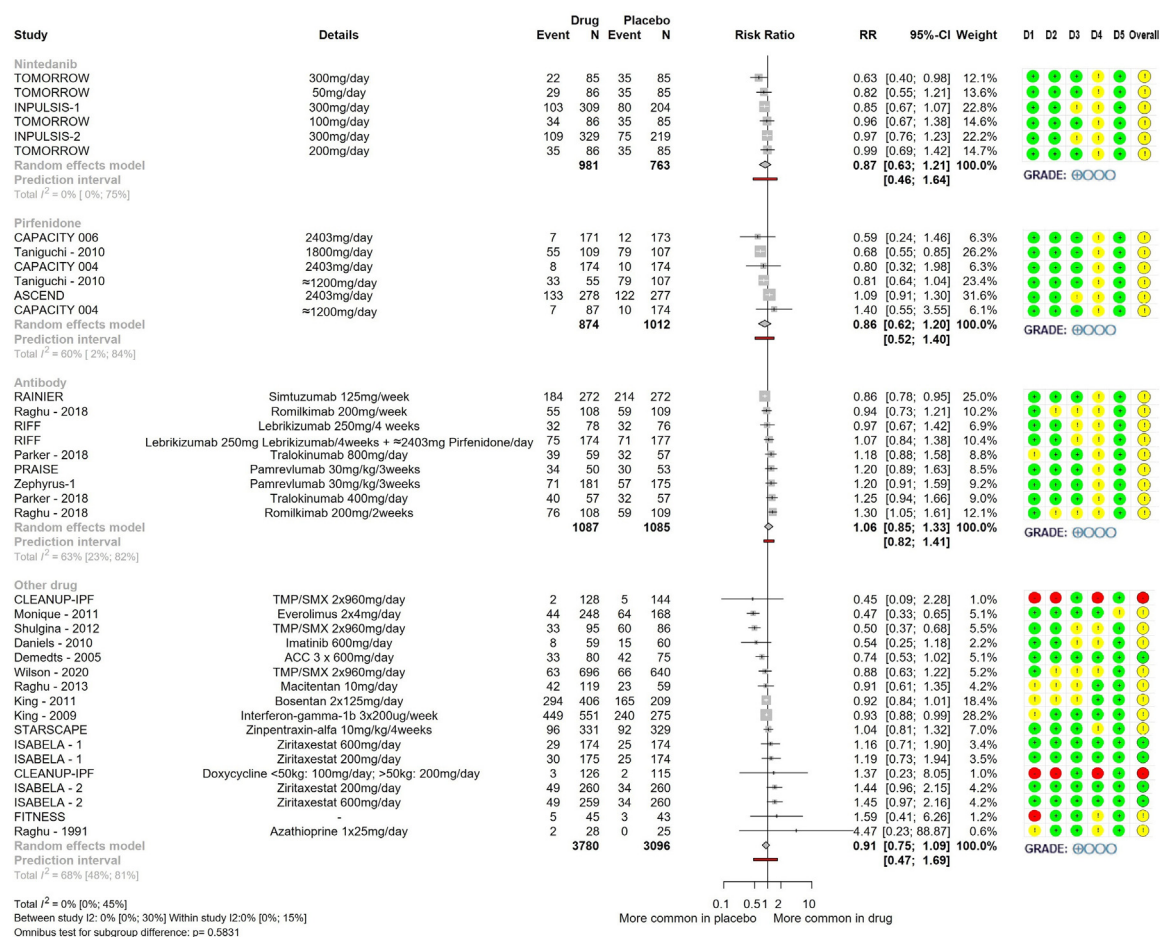 Drug Placebo
Study Details Event N Event N Risk Ratio RR 95%-CI Weight D1 D2 D3 D4 D5 Overall
Nintedanib
TOMORROW 300mg/day 22 85 35 85 0.63 [0.40; 0.98] 12.1%
TOMORROW 50mg/day 29 86 35 85 0.82 [0.55; 1.21] 13.6%
INPULSIS-1 300mg/day 103 309 80 204 0.85 [0.67; 1.07] 22.8%
TOMORROW 100mg/day 34 86 35 85 0.96 [0.67; 1.38] 14.6%
INPULSIS-2 300mg/day 109 329 75 219 0.97 [0.76; 1.23] 22.2%
TOMORROW 200mg/day 35 86 35 85 0.99 [0.69; 1.42] 14.7%
Random effects model 981 763 0.87 [0.63; 1.21] 100.0%
Prediction interval [0.46; 1.64] GRADE:
Total I² = 0% [ 0%; 75%]
Pirfenidone
CAPACITY 006 2403mg/day 7 171 12 173 0.59 [0.24; 1.46] 6.3%
Taniguchi - 2010 1800mg/day 55 109 79 107 0.68 [0.55; 0.85] 26.2%
CAPACITY 004 2403mg/day 8 174 10 174 0.80 [0.32; 1.98] 6.3%
Taniguchi - 2010 ≈1200mg/day 33 55 79 107 0.81 [0.64; 1.04] 23.4%
ASCEND 2403mg/day 133 278 122 277 1.09 [0.91; 1.30] 31.6%
CAPACITY 004 ≈1200mg/day 7 87 10 174 1.40 [0.55; 3.55] 6.1%
Random effects model 874 1012 0.86 [0.62; 1.20] 100.0% GRADE:
Prediction interval [0.52; 1.40]
Total I² = 60% [ 2%; 84%]
Antibody
RAINIER Simtuzumab 125mg/week 184 272 214 272 0.86 [0.78; 0.95] 25.0%
Raghu - 2018 Romilkimab 200mg/week 55 108 59 109 0.94 [0.73; 1.21] 10.2%
RIFF Lebrikizumab 250mg/4 weeks 32 78 32 76 0.97 [0.67; 1.42] 6.9%
RIFF Lebrikizumab 250mg Lebrikizumab/4weeks + ≈2403mg Pirfenidone/day 75 174 71 177 1.07 [0.84; 1.38] 10.4%
Parker - 2018 Tralokinumab 800mg/day 39 59 32 57 1.18 [0.88; 1.58] 8.8%
PRAISE Pamrevlumab 30mg/kg/3weeks 34 50 30 53 1.20 [0.89; 1.63] 8.5%
Zephyrus-1 Pamrevlumab 30mg/kg/3weeks 71 181 57 175 1.20 [0.91; 1.59] 9.2%
Parker - 2018 Tralokinumab 400mg/day 40 57 32 57 1.25 [0.94; 1.66] 9.0%
Raghu - 2018 Romilkimab 200mg/2weeks 76 108 59 109 1.30 [1.05; 1.61] 12.1%
Random effects model 1087 1085 1.06 [0.85; 1.33] 100.0% GRADE:
Prediction interval [0.82; 1.41]
Total I² = 63% [23%; 82%]
Other drug
CLEANUP-IPF TMP/SMX 2x960mg/day 2 128 5 144 0.45 [0.09; 2.28] 1.0%
Monique - 2011 Everolimus 2x4mg/day 44 248 64 168 0.47 [0.33; 0.65] 5.1%
Shulgina - 2012 TMP/SMX 2x960mg/day 33 95 60 86 0.50 [0.37; 0.68] 5.5%
Daniels - 2010 Imatinib 600mg/day 8 59 15 60 0.54 [0.25; 1.18] 2.2%
Demedts - 2005 ACC 3 x 600mg/day 33 80 42 75 0.74 [0.53; 1.02] 5.1%
Wilson - 2020 TMP/SMX 2x960mg/day 63 696 66 640 0.88 [0.63; 1.22] 5.1%
Raghu - 2013 Macitentan 10mg/day 42 119 23 59 0.91 [0.61; 1.35] 4.2%
King - 2011 Bosentan 2x125mg/day 294 406 165 209 0.92 [0.84; 1.01] 18.4%
King - 2009 Interferon-gamma-1b 3x200ug/week 449 551 240 275 0.93 [0.88; 0.99] 28.2%
STARSCAPE Zinpentraxin-alfa 10mg/kg/4weeks 96 331 92 329 1.04 [0.81; 1.32] 7.0%
ISABELA - 1 Ziritaxestat 600mg/day 29 174 25 174 1.16 [0.71; 1.90] 3.4%
ISABELA - 1 Ziritaxestat 200mg/day 30 175 25 174 1.19 [0.73; 1.94] 3.5%
CLEANUP-IPF Doxycycline <50kg: 100mg/day; >50kg: 200mg/day 3 126 2 115 1.37 [0.23; 8.05] 1.0%
ISABELA - 2 Ziritaxestat 200mg/day 49 260 34 260 1.44 [0.96; 2.15] 4.2%
ISABELA - 2 Ziritaxestat 600mg/day 49 259 34 260 1.45 [0.97; 2.16] 4.2%
FITNESS - 5 45 3 43 1.59 [0.41; 6.26] 1.2%
Raghu - 1991 Azathioprine 1x25mg/day 2 28 0 25 4.47 [0.23; 88.87] 0.6%
Random effects model 3780 3096 0.91 [0.75; 1.09] 100.0% GRADE:
Prediction interval [0.47; 1.69]
Total I² = 68% [48%; 81%]
0.1 0.5 1 2 10
Total I² = 0% [0%; 45%]
Between study I2: 0% [0%; 30%] Within study I2:0% [0%; 15%]
More common in placebo More common in drug
Omnibus test for subgroup difference: p= 0.5831